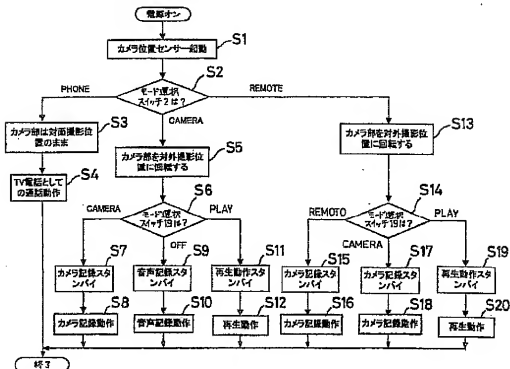 電源オン
カメラ位置センサー起動
S1
S2
モード選択
スイッチ2は?
PHONE
REMOTE
CAMERA
S3
カメラ部は対面撮影位
置のまま
S4
TV電話とし
ての通話動作
S5
カメラ部を対外撮影位
置に回転する
S13
カメラ部を対外撮影位
置に回転する
S6
モード選択
スイッチ19は?
CAMERA
OFF
PLAY
S14
モード選択
スイッチ19は?
REMOTO
CAMERA
PLAY
S7
カメラ記録スタ
ンバイ
S9
音声記録スタ
ンバイ
S11
再生動作スタン
バイ
S15
カメラ記録スタ
ンバイ
S17
カメラ記録スタ
ンバイ
S19
再生動作スタ
ンバイ
S8
カメラ記録動作
S10
音声記録動作
S12
再生動作
S16
カメラ記録動作
S18
カメラ記録動作
S20
再生動作
終了